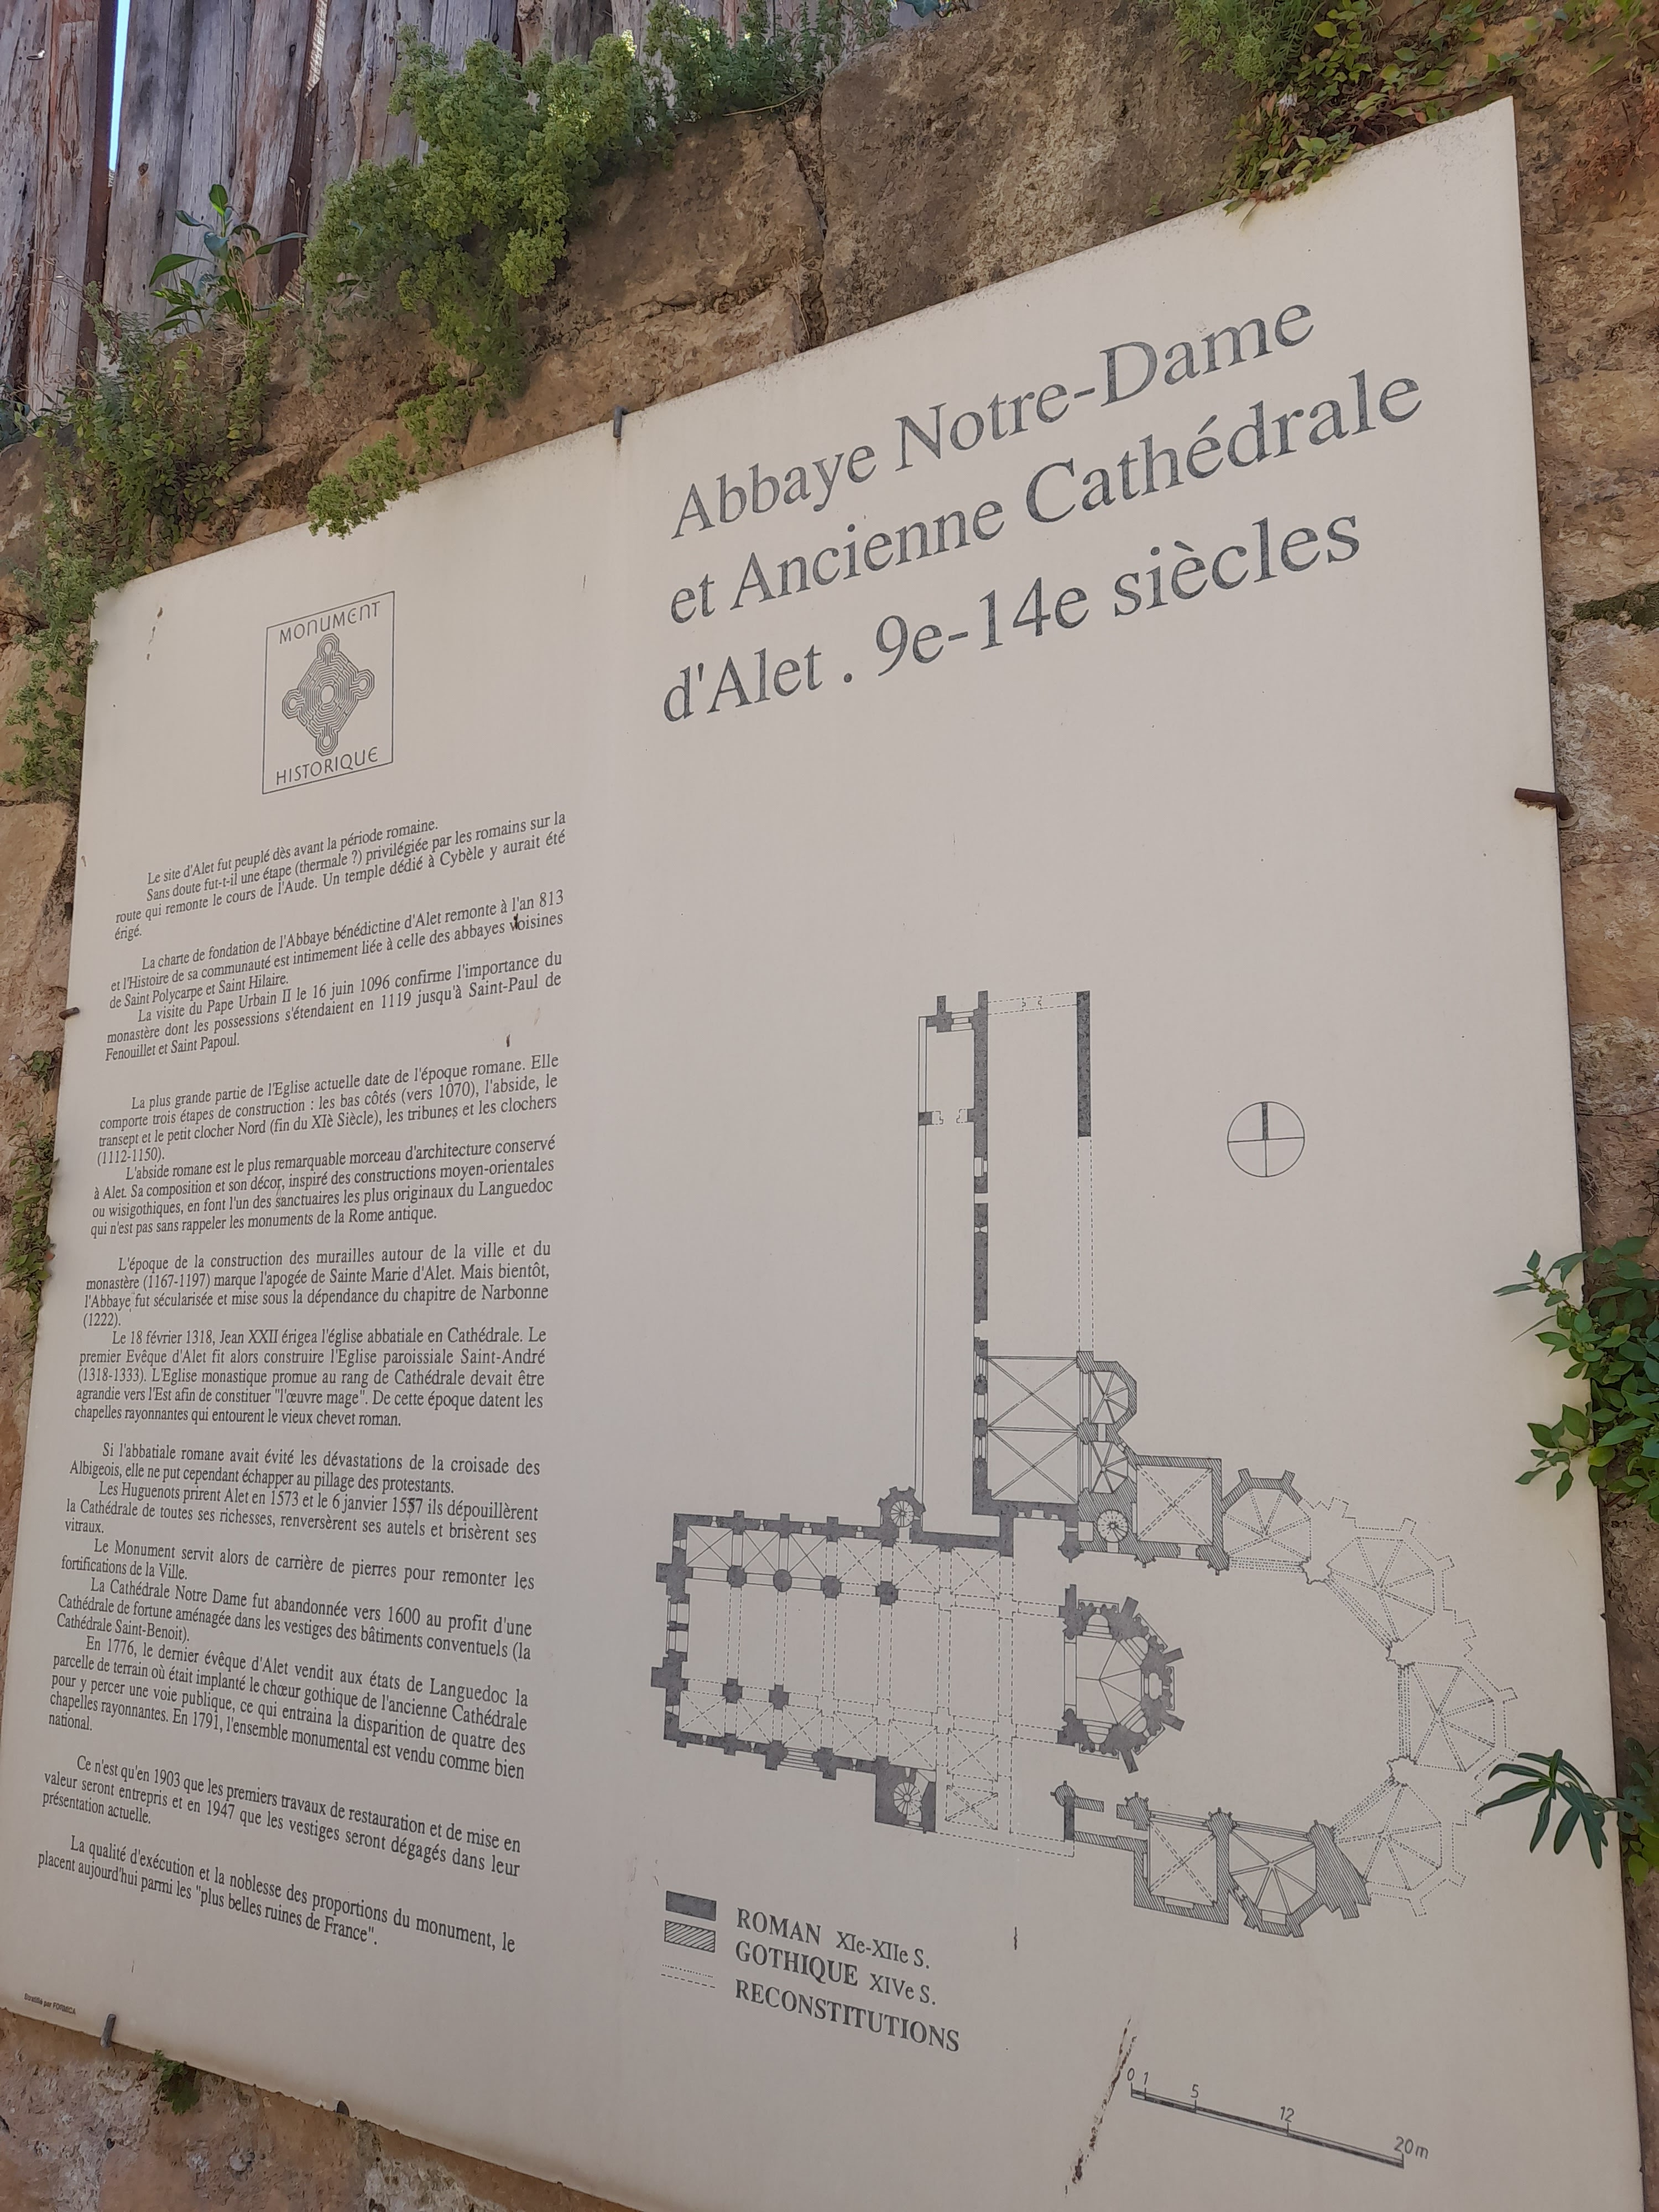 Abbaye Notre-Dame
et Ancienne Cathédrale
d'Alet . 9e-14e siècles
MONUMENT
HISTORIQUE
Le site d'Alet fut peuplé dès avant la période romaine.
Sans doute fut-t-il une étape (thermale ?) privilégiée par les romains sur la
route qui remonte le cours de l'Aude. Un temple dédié à Cybèle y aurait été
érigé.
La charte de fondation de l'Abbaye bénédictine d'Alet remonte à l'an 813
et l'Histoire de sa communauté est intimement liée à celle des abbayes voisines
de Saint Polycarpe et Saint Hilaire.
La visite du Pape Urbain II le 16 juin 1096 confirme l'importance du
monastère dont les possessions s'étendaient en 1119 jusqu'à Saint-Paul de
Fenouillet et Saint Papoul.
La plus grande partie de l'Eglise actuelle date de l'époque romane. Elle
comporte trois étapes de construction : les bas côtés (vers 1070), l'abside, le
transept et le petit clocher Nord (fin du XIè Siècle), les tribunes et les clochers
(1112-1150).
L'abside romane est le plus remarquable morceau d'architecture conservé
à Alet. Sa composition et son décor, inspiré des constructions moyen-orientales
ou wisigothiques, en font l'un des sanctuaires les plus originaux du Languedoc
qui n'est pas sans rappeler les monuments de la Rome antique.
L'époque de la construction des murailles autour de la ville et du
monastère (1167-1197) marque l'apogée de Sainte Marie d'Alet. Mais bientôt,
l'Abbaye fut sécularisée et mise sous la dépendance du chapitre de Narbonne
(1222).
Le 18 février 1318, Jean XXII érigea l'église abbatiale en Cathédrale. Le
premier Evêque d'Alet fit alors construire l'Eglise paroissiale Saint-André
(1318-1333). L'Eglise monastique promue au rang de Cathédrale devait être
agrandie vers l'Est afin de constituer "l'œuvre mage". De cette époque datent les
chapelles rayonnantes qui entourent le vieux chevet roman.
Si l'abbatiale romane avait évité les dévastations de la croisade des
Albigeois, elle ne put cependant échapper au pillage des protestants.
Les Huguenots prirent Alet en 1573 et le 6 janvier 1557 ils dépouillèrent
la Cathédrale de toutes ses richesses, renversèrent ses autels et brisèrent ses
vitraux.
Le Monument servit alors de carrière de pierres pour remonter les
fortifications de la Ville.
La Cathédrale Notre Dame fut abandonnée vers 1600 au profit d'une
Cathédrale de fortune aménagée dans les vestiges des bâtiments conventuels (la
Cathédrale Saint-Benoit).
En 1776, le dernier évêque d'Alet vendit aux états de Languedoc la
parcelle de terrain où était implanté le chœur gothique de l'ancienne Cathédrale
pour y percer une voie publique, ce qui entraina la disparition de quatre des
chapelles rayonnantes. En 1791, l'ensemble monumental est vendu comme bien
national.
Ce n'est qu'en 1903 que les premiers travaux de restauration et de mise en
valeur seront entrepris et en 1947 que les vestiges seront dégagés dans leur
présentation actuelle.
La qualité d'exécution et la noblesse des proportions du monument, le
placent aujourd'hui parmi les "plus belles ruines de France".
ROMAN XIe-XIIe S.
GOTHIQUE XIVe S.
RECONSTITUTIONS
0 1 5 12 20m
par FORMICA